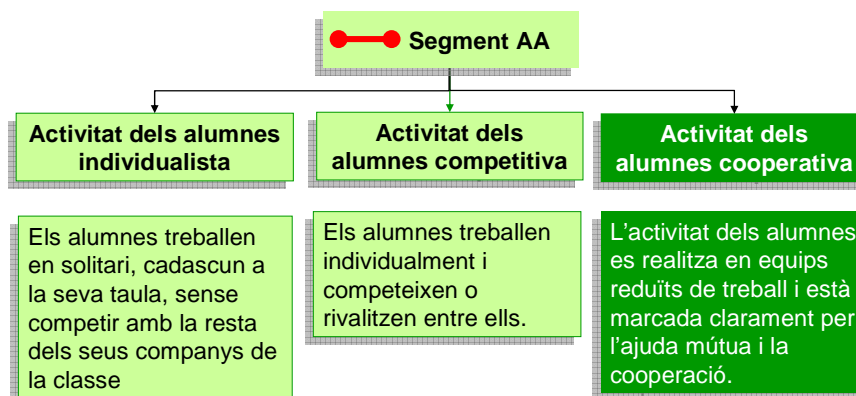 Segment AA
Activitat dels alumnes
individualista
Activitat dels
alumnes competitiva
Activitat dels
alumnes cooperativa
Els alumnes treballen
en solitari, cadascun a
la seva taula, sense
competir amb la resta
dels seus companys de
la classe
Els alumnes treballen
individualment i
competeixen o
rivalitzen entre ells.
L’activitat dels alumnes
es realitza en equips
reduïts de treball i està
marcada clarament per
l’ajuda mútua i la
cooperació.